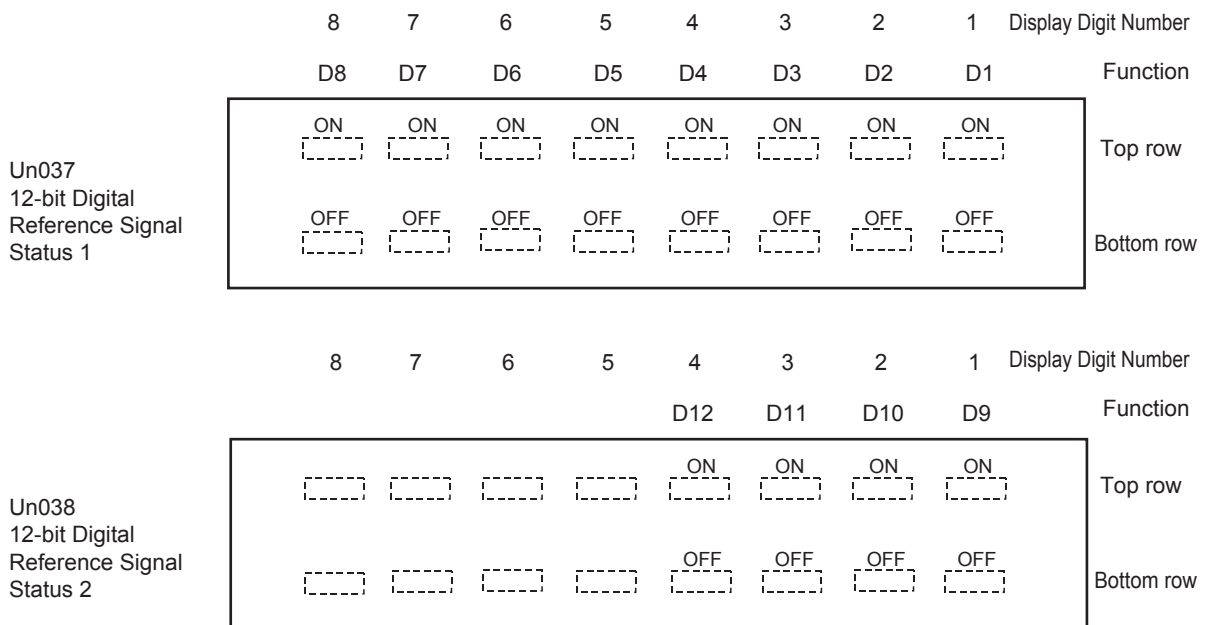 8 7 6 5 4 3 2 1 Display Digit Number
D8 D7 D6 D5 D4 D3 D2 D1 Function
ON ON ON ON ON ON ON ON
Top row
Un037
12-bit Digital
Reference Signal
Status 1
OFF OFF OFF OFF OFF OFF OFF OFF
Bottom row
8 7 6 5 4 3 2 1 Display Digit Number
D12 D11 D10 D9 Function
ON ON ON ON
Top row
Un038
12-bit Digital
Reference Signal
Status 2
OFF OFF OFF OFF
Bottom row